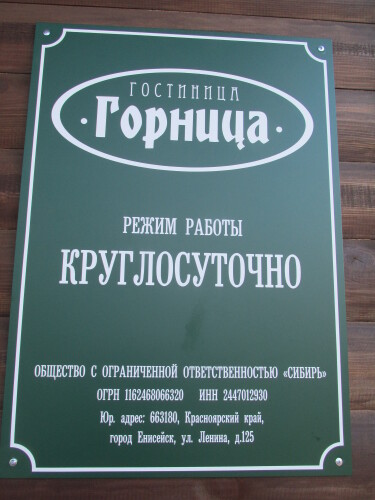 ГОСТИНИЦА
·Горница·
РЕЖИМ РАБОТЫ
КРУГЛОСУТОЧНО
ОБЩЕСТВО С ОГРАНИЧЕННОЙ ОТВЕТСТВЕННОСТЬЮ «СИБИРЬ»
ОГРН 1162468066320 ИНН 2447012930
Юр. адрес: 663180, Красноярский край,
город Енисейск, ул. Ленина, д.125